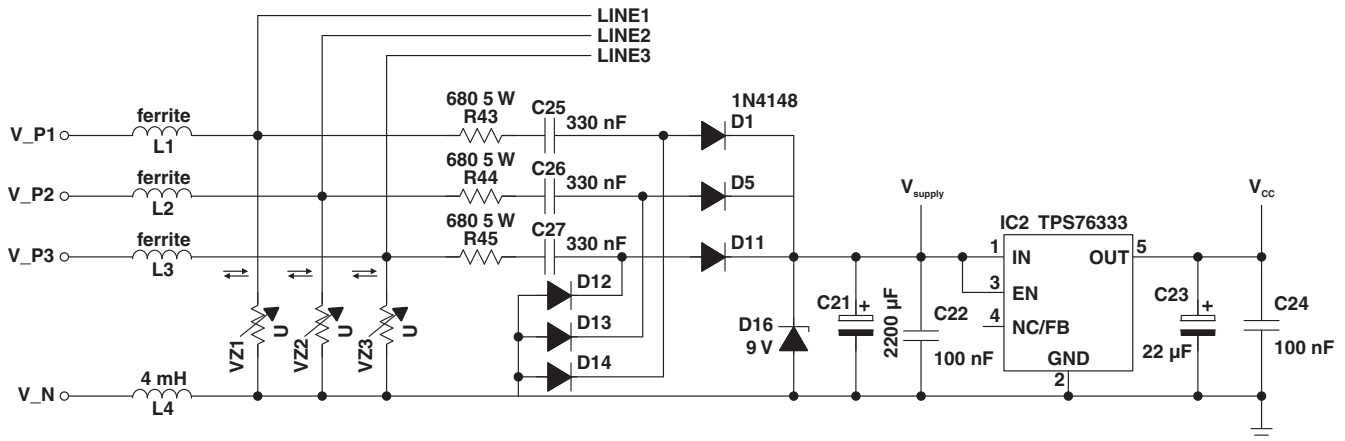 LINE1
LINE2
LINE3
1N4148
680 5 W
C25
ferrite
R43
330 nF
D1
V_P1
L1
680 5 W
C26
ferrite
R44
330 nF
D5
V_P2
L2
Vsupply
VCC
680 5 W
C27
IC2 TPS76333
ferrite
R45
330 nF
D11
1
5
V_P3
IN
OUT
L3
D12
3
EN
C21
+
2200 µF
C22
C23
+
C24
D13
D16
4
NC/FB
VZ1
U
VZ2
U
VZ3
U
9 V
100 nF
22 µF
100 nF
D14
GND
4 mH
2
V_N
L4